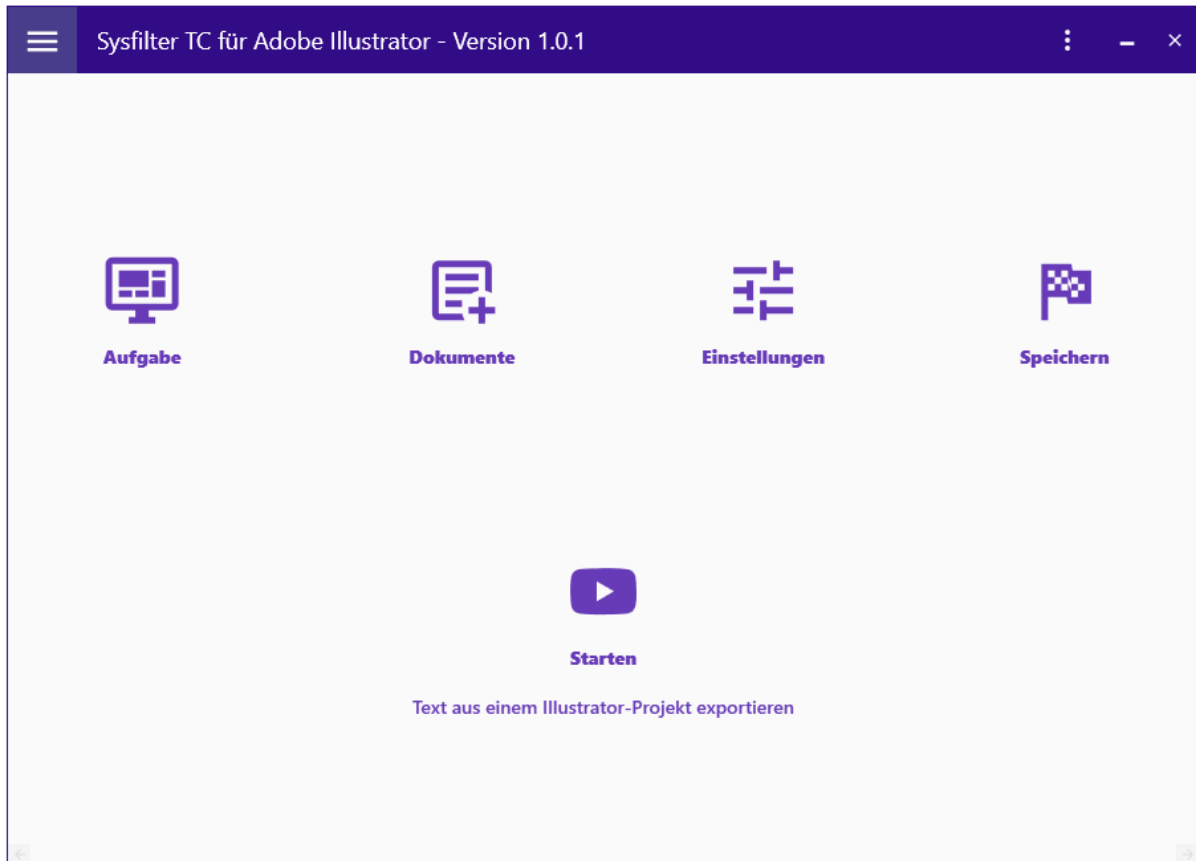 Sysfilter TC für Adobe Illustrator - Version 1.0.1
Aufgabe
Dokumente
Einstellungen
Speichern
Starten
Text aus einem Illustrator-Projekt exportieren